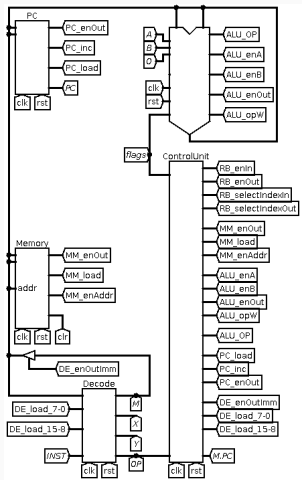 PC
PC_enOut
PC_inc
PC_load
PC
clk rst
A
B
O
clk
rst
ALU_OP
ALU_enA
ALU_enB
ALU_enOut
ALU_opW
flags
ControlUnit
RB_enIn
RB_enOut
RB_selectIndexIn
RB_selectIndexOut
MM_enOut
MM_load
MM_enAddr
ALU_enA
ALU_enB
ALU_enOut
ALU_opW
ALU_OP
PC_load
PC_inc
PC_enOut
DE_enOutImm
DE_load_7-0
DE_load_15-8
M.PC
clk rst
Memory
MM_enOut
MM_load
addr
MM_enAddr
clk rst clr
DE_enOutImm
Decode
M
DE_load_7-0
X
DE_load_15-8
Y
INST
OP
clk rst